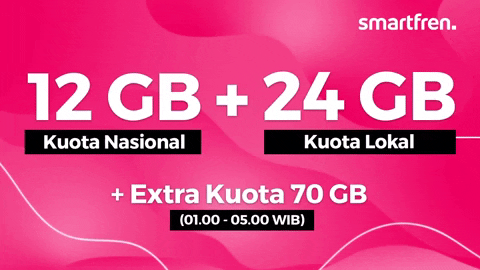 smartfren.
12 GB + 24 GB
Kuota Nasional Kuota Lokal
+ Extra Kuota 70 GB
(01.00 - 05.00 WIB)